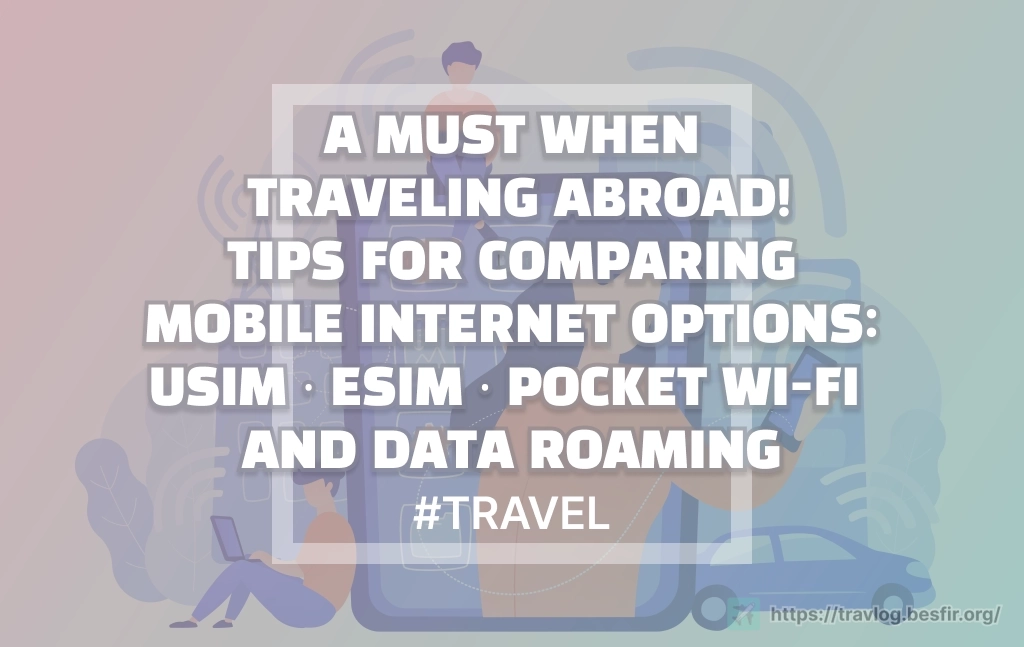 A MUST WHEN
TRAVELING ABROAD!
TIPS FOR COMPARING
MOBILE INTERNET OPTIONS:
USIM · ESIM · POCKET WI-FI
AND DATA ROAMING
#TRAVEL
https://travlog.besfir.org/